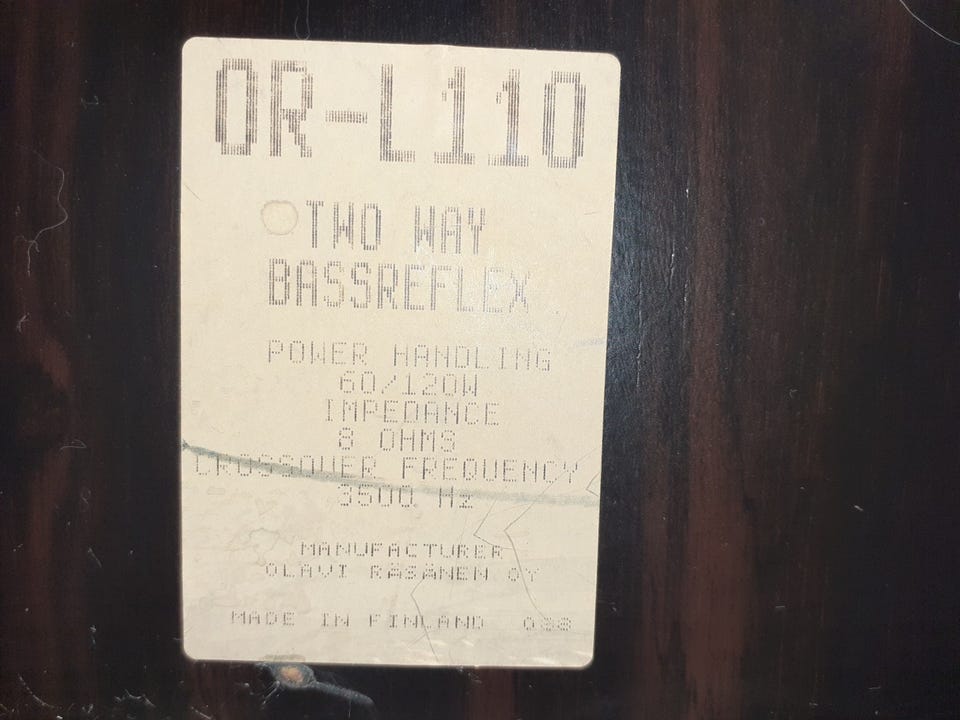 OR-L110
TWO WAY
BASSREFLEX
POWER HANDLING
60/120W
IMPEDANCE
8 OHMS
CROSSOVER FREQUENCY
3500 Hz
MANUFACTURER
OLAVI RÄSÄNEN OY
MADE IN FINLAND